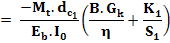 = −M_t. d_{c_1} / E_b. I_0 ( B. G_k / η + K_1 / S_1 )